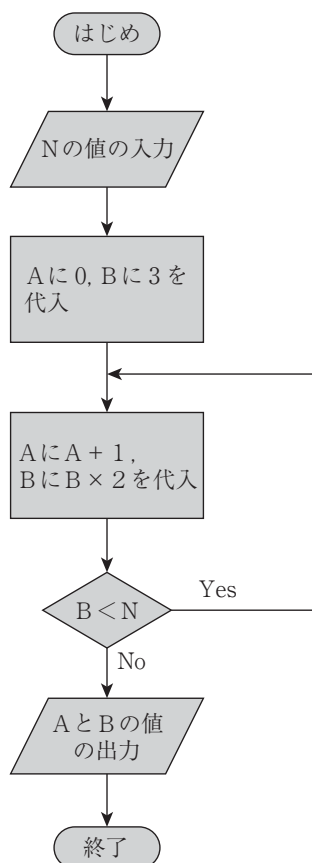 はじめ
Nの値の入力
Aに0, Bに3を
代入
AにA + 1,
BにB × 2を代入
B < N
Yes
No
AとBの値
の出力
終了